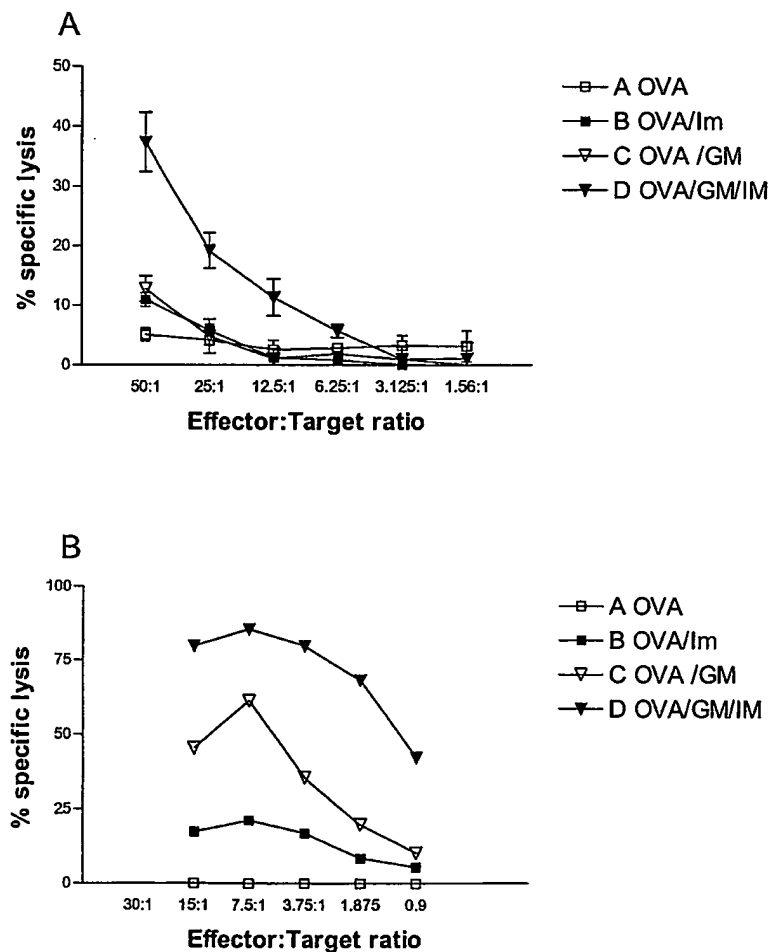 A
50
40
30
20
10
0
% specific lysis
50:1 25:1 12.5:1 6.25:1 3.125:1 1.56:1
Effector:Target ratio
A OVA
B OVA/Im
C OVA /GM
D OVA/GM/IM
B
100
75
50
25
0
% specific lysis
30:1 15:1 7.5:1 3.75:1 1.875 0.9
Effector:Target ratio
A OVA
B OVA/Im
C OVA /GM
D OVA/GM/IM